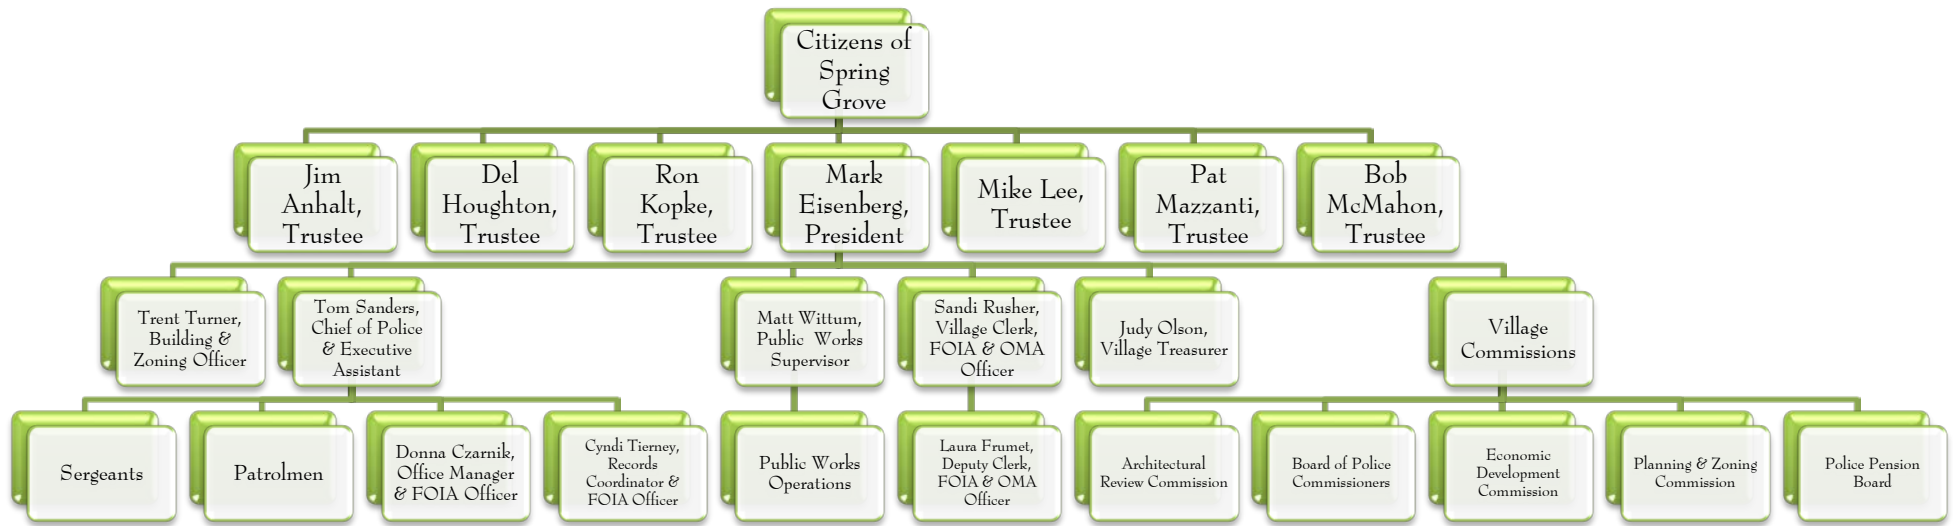 Citizens of
Spring
Grove
Jim
Anhalt,
Trustee
Del
Houghton,
Trustee
Ron
Kopke,
Trustee
Mark
Eisenberg,
President
Mike Lee,
Trustee
Pat
Mazzanti,
Trustee
Bob
McMahon,
Trustee
Trent Turner,
Building &
Zoning Officer
Tom Sanders,
Chief of Police
& Executive
Assistant
Matt Wittum,
Public Works
Supervisor
Sandi Rusher,
Village Clerk,
FOIA & OMA
Officer
Judy Olson,
Village Treasurer
Village
Commissions
Sergeants
Patrolmen
Donna Czarnik,
Office Manager
& FOIA Officer
Cyndi Tierney,
Records
Coordinator &
FOIA Officer
Public Works
Operations
Laura Frumet,
Deputy Clerk,
FOIA & OMA
Officer
Architectural
Review Commission
Board of Police
Commissioners
Economic
Development
Commission
Planning & Zoning
Commission
Police Pension
Board